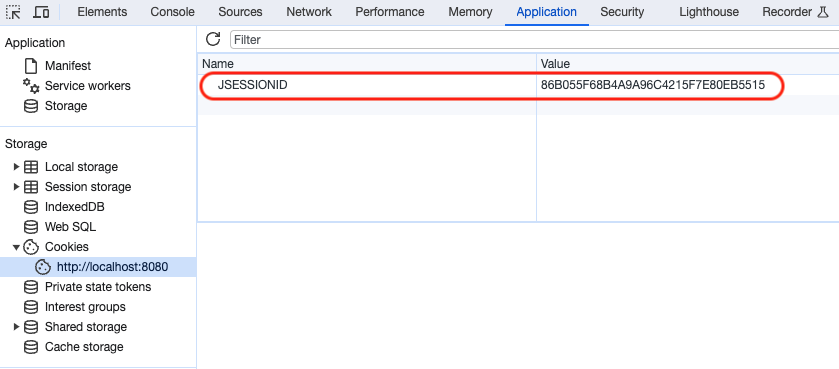 Elements Console Sources Network Performance Memory Application Security Lighthouse Recorder
Application
Manifest
Service workers
Storage
Storage
Local storage
Session storage
IndexedDB
Web SQL
Cookies
http://localhost:8080
Private state tokens
Interest groups
Shared storage
Cache storage
Filter
Name Value
JSESSIONID 86B055F68B4A9A96C4215F7E80EB5515